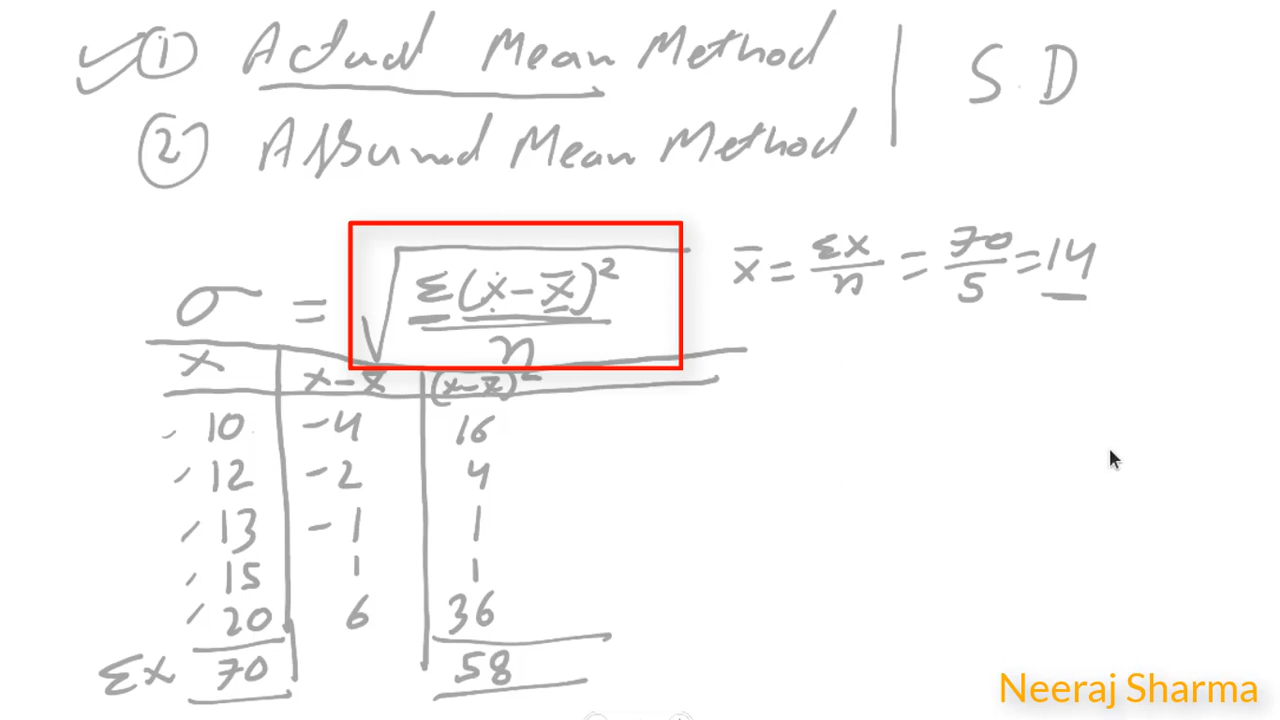 ① Actual Mean Method | S.D
② Assumed Mean Method
σ = √(Σ(x-x̄)²/n)
x̄ = Σx/n = 70/5 = 14
x | x-x̄ | (x-x̄)²
10 | -4 | 16
12 | -2 | 4
13 | -1 | 1
15 | 1 | 1
20 | 6 | 36
Σx 70 | 58
Neeraj Sharma